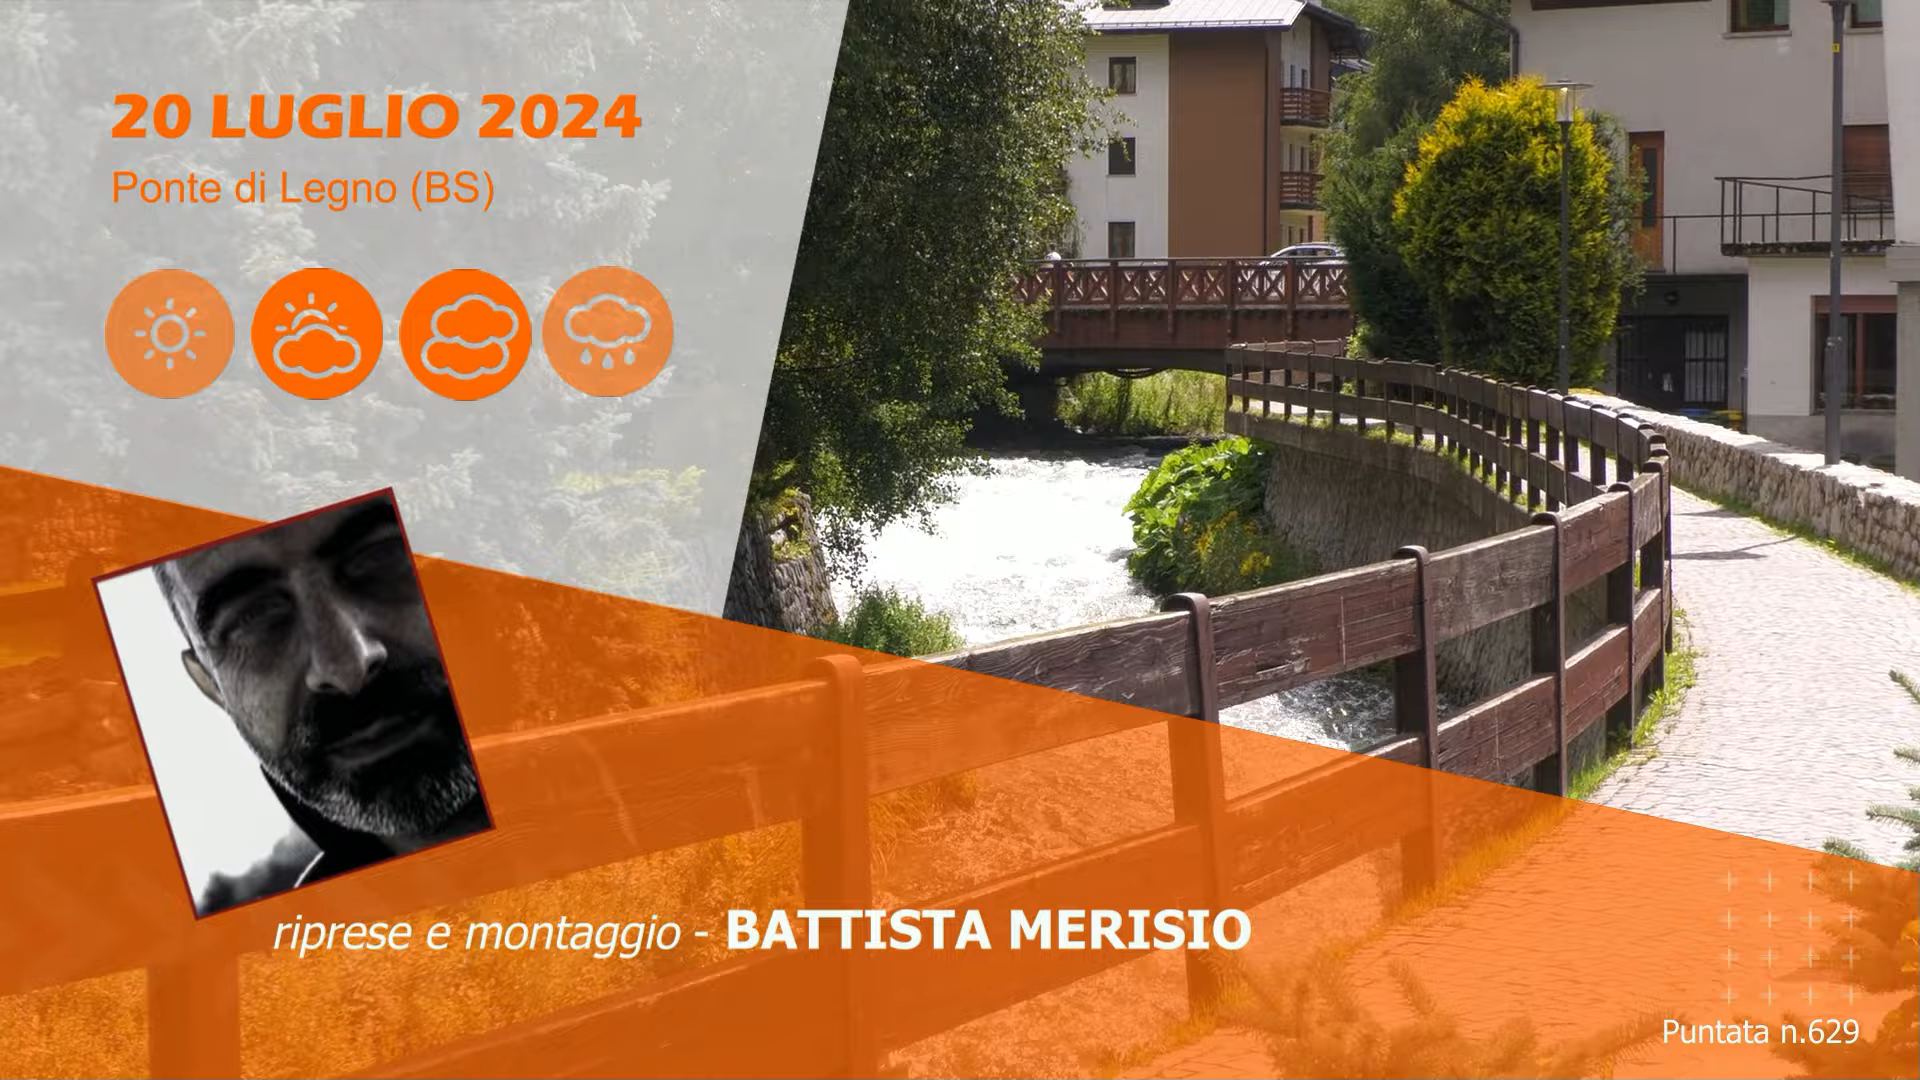 20 LUGLIO 2024
Ponte di Legno (BS)
riprese e montaggio - BATTISTA MERISIO
Puntata n.629